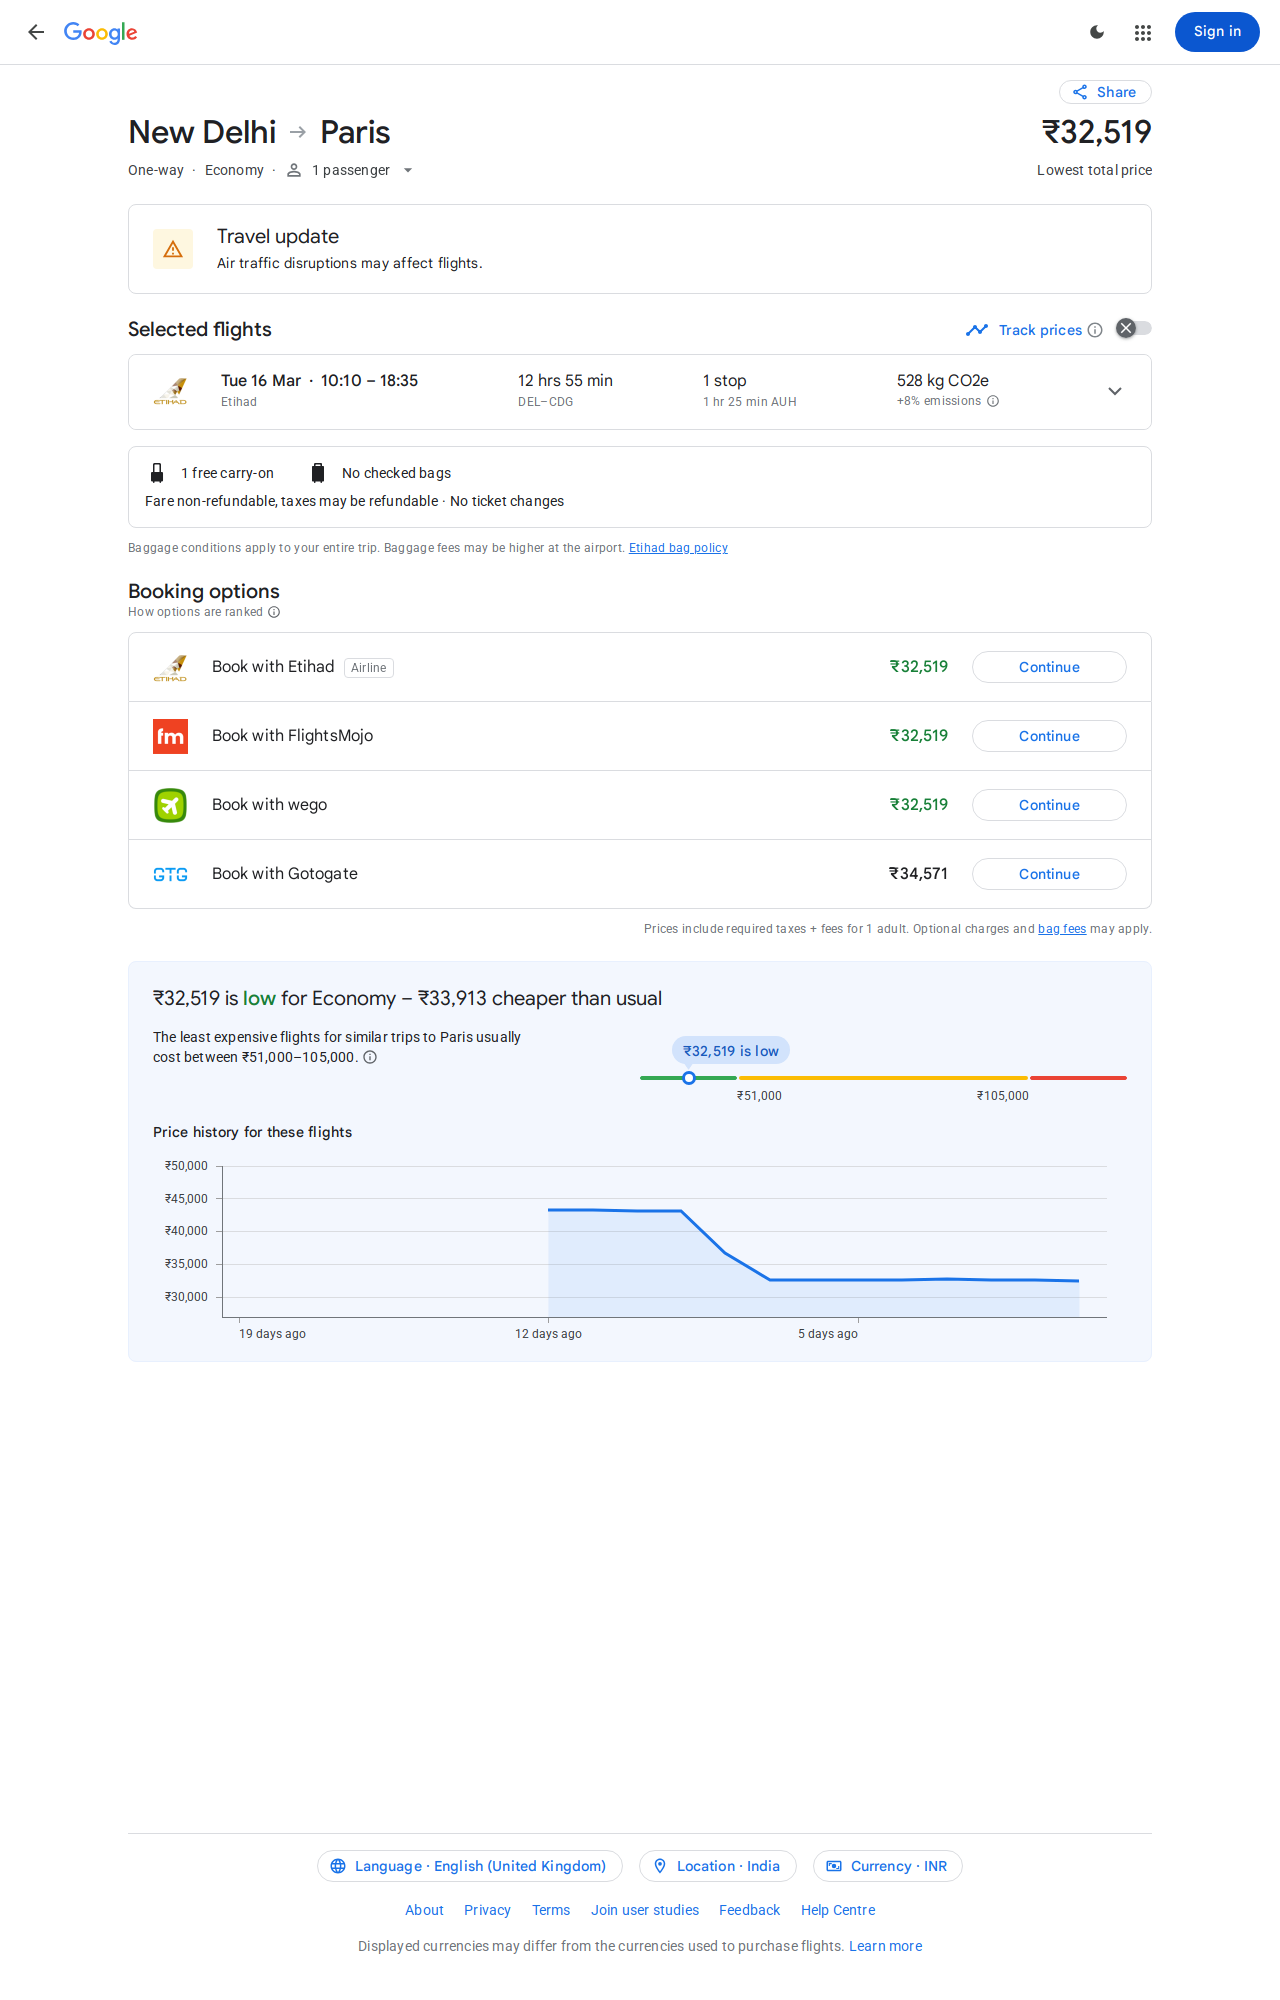 Google
Sign in
Share
New Delhi → Paris
₹32,519
One-way · Economy · 1 passenger
Lowest total price
Travel update
Air traffic disruptions may affect flights.
Selected flights
Track prices
ETIHAD
Tue 16 Mar · 10:10 – 18:35
12 hrs 55 min
1 stop
528 kg CO2e
Etihad
DEL–CDG
1 hr 25 min AUH
+8% emissions
1 free carry-on
No checked bags
Fare non-refundable, taxes may be refundable · No ticket changes
Baggage conditions apply to your entire trip. Baggage fees may be higher at the airport. Etihad bag policy
Booking options
How options are ranked
ETIHAD
Book with Etihad Airline ₹32,519 Continue
fm
Book with FlightsMojo ₹32,519 Continue
Book with wego ₹32,519 Continue
GTG
Book with Gotogate ₹34,571 Continue
Prices include required taxes + fees for 1 adult. Optional charges and bag fees may apply.
₹32,519 is low for Economy – ₹33,913 cheaper than usual
The least expensive flights for similar trips to Paris usually
cost between ₹51,000–105,000.
₹32,519 is low
₹51,000
₹105,000
Price history for these flights
₹50,000
₹45,000
₹40,000
₹35,000
₹30,000
19 days ago
12 days ago
5 days ago
Language · English (United Kingdom)
Location · India
Currency · INR
About Privacy Terms Join user studies Feedback Help Centre
Displayed currencies may differ from the currencies used to purchase flights. Learn more